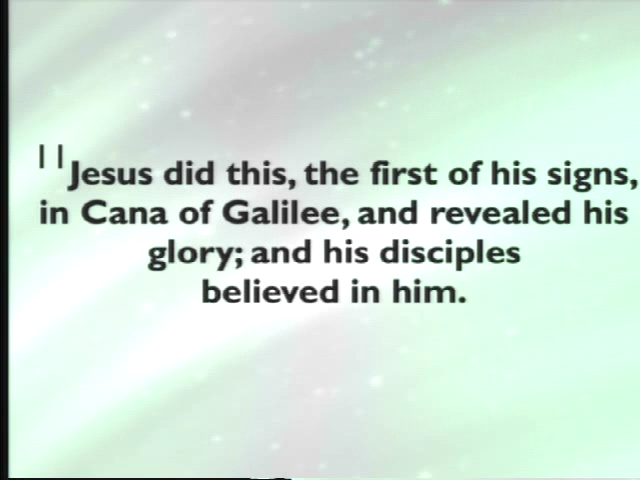 11Jesus did this, the first of his signs,
in Cana of Galilee, and revealed his
glory; and his disciples
believed in him.